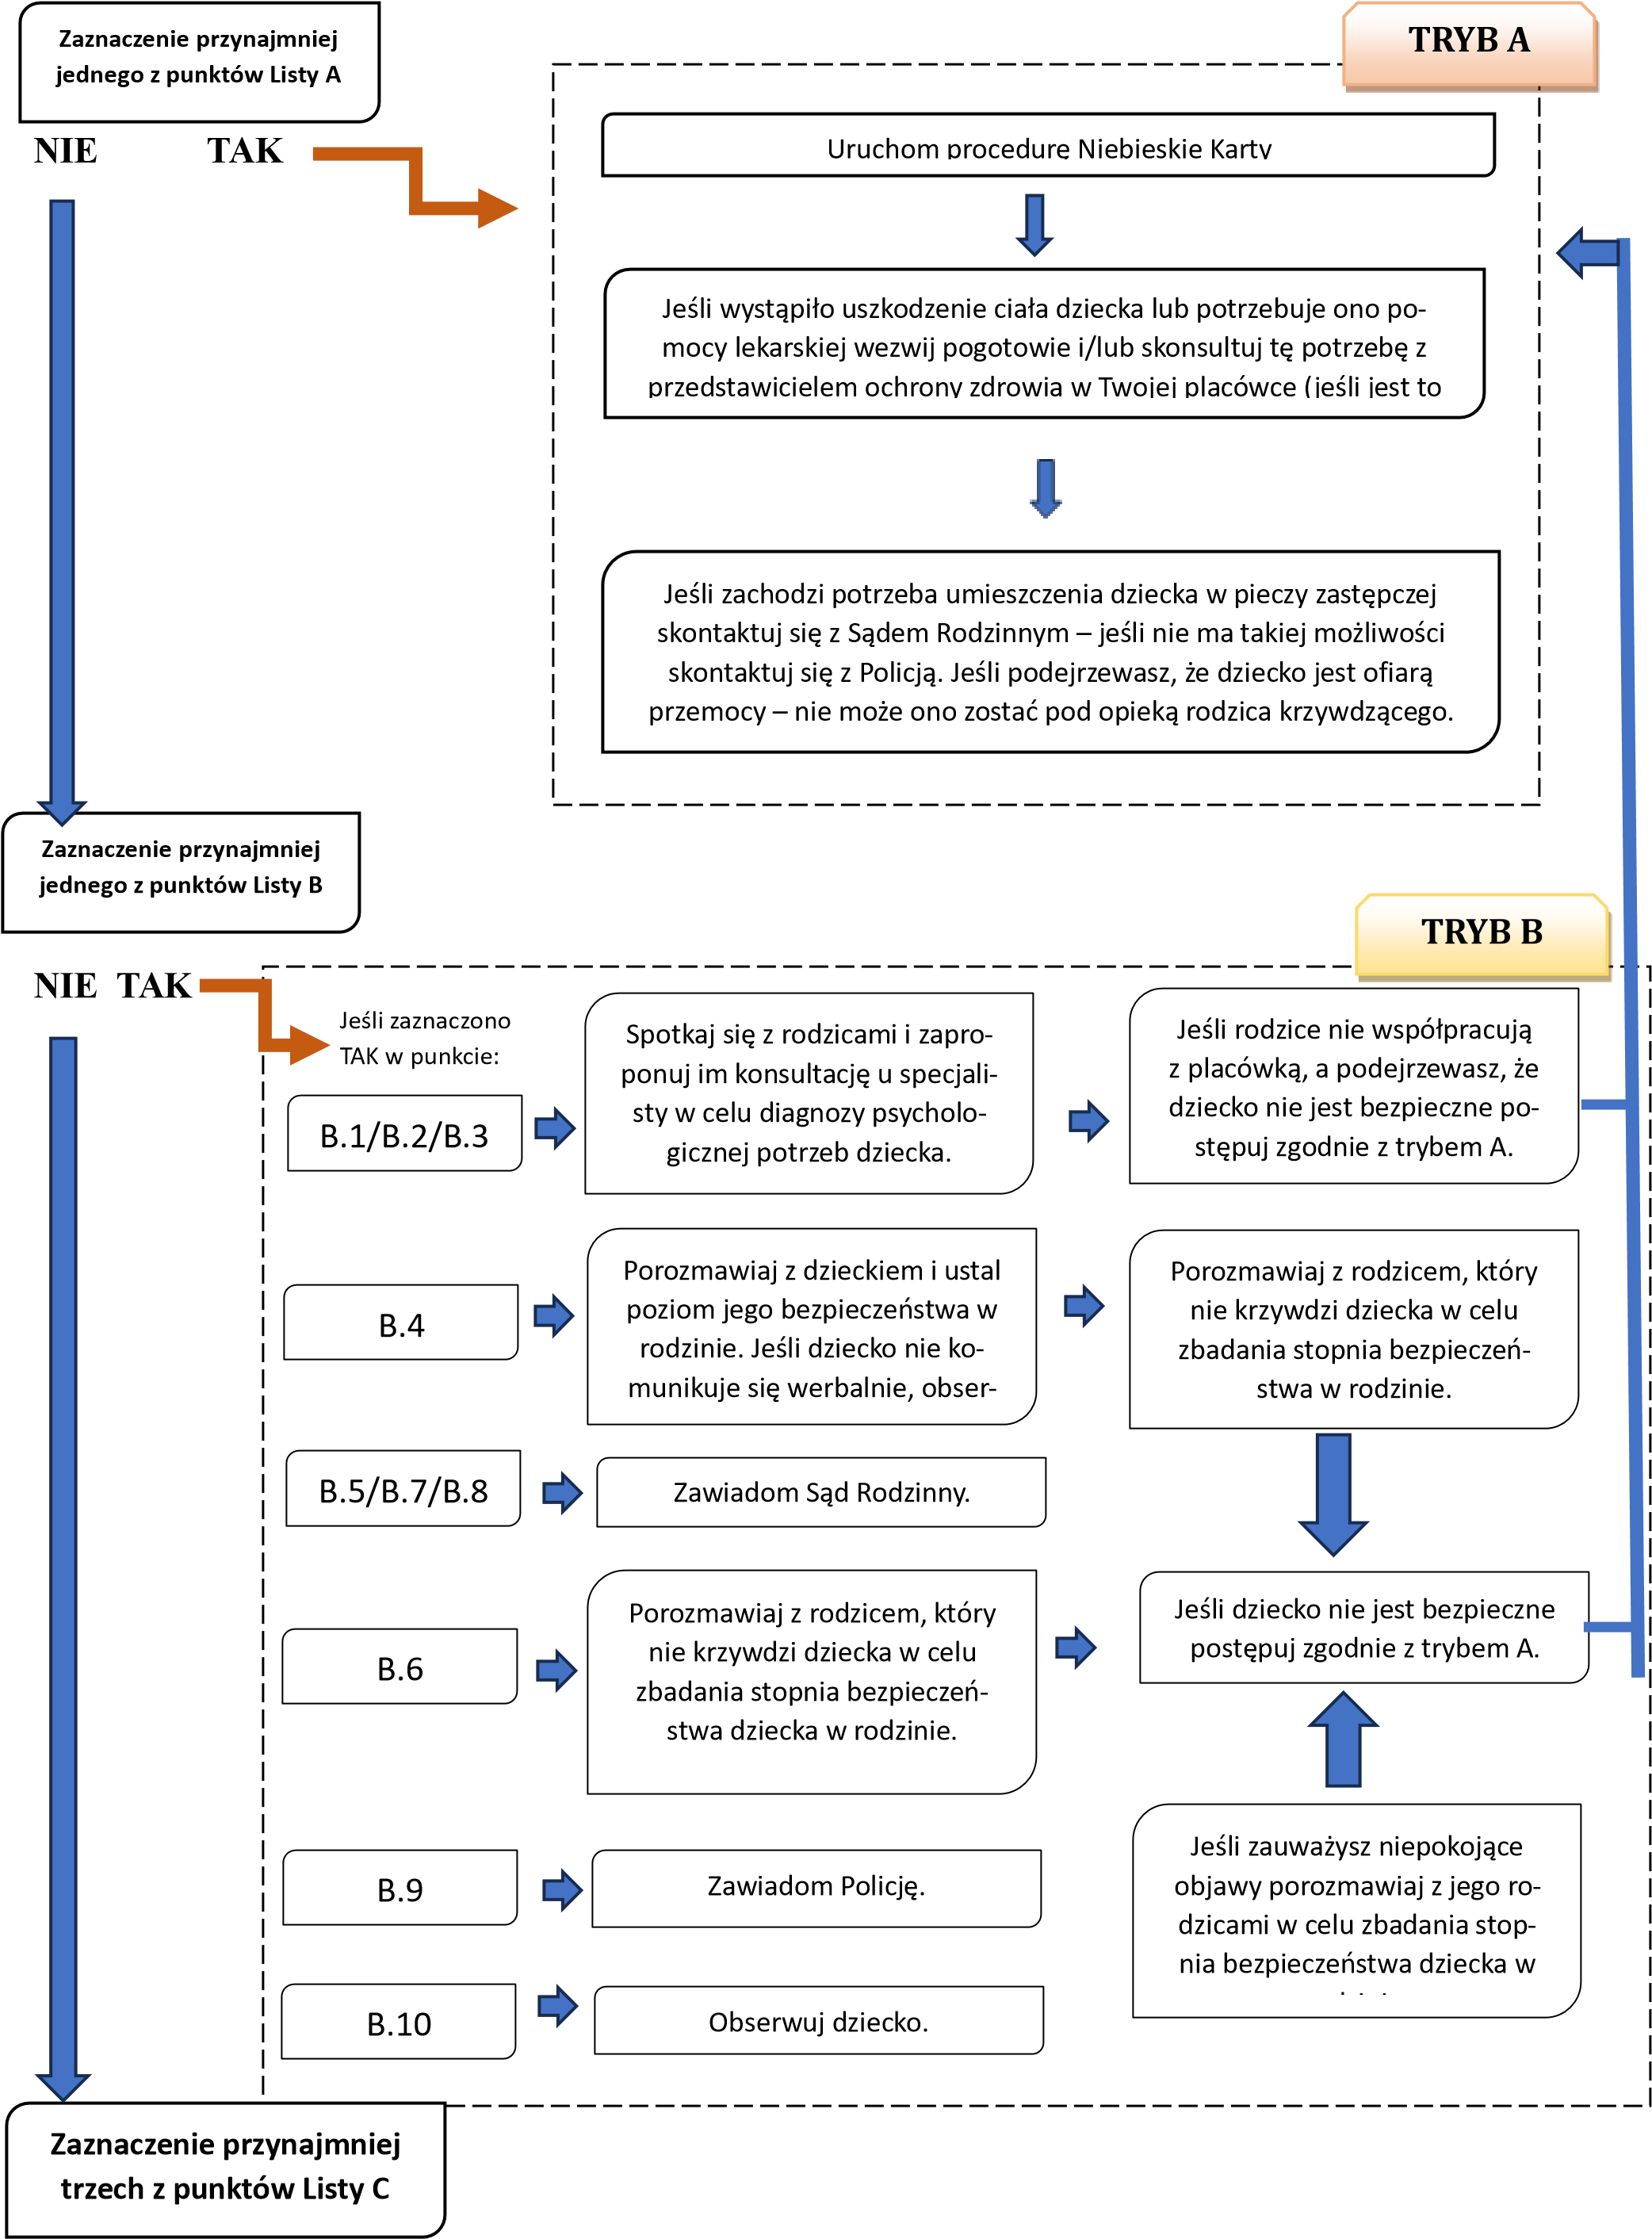 Zaznaczenie przynajmniej
jednego z punktów Listy A
NIE TAK
TRYB A
Uruchom procedurę Niebieskie Karty
Jeśli wystąpiło uszkodzenie ciała dziecka lub potrzebuje ono po-
mocy lekarskiej wezwij pogotowie i/lub skonsultuj tę potrzebę z
przedstawicielem ochrony zdrowia w Twojej placówce (jeśli jest to
Jeśli zachodzi potrzeba umieszczenia dziecka w pieczy zastępczej
skontaktuj się z Sądem Rodzinnym – jeśli nie ma takiej możliwości
skontaktuj się z Policją. Jeśli podejrzewasz, że dziecko jest ofiarą
przemocy – nie może ono zostać pod opieką rodzica krzywdzącego.
Zaznaczenie przynajmniej
jednego z punktów Listy B
NIE TAK
TRYB B
Jeśli zaznaczono
TAK w punkcie:
B.1/B.2/B.3
Spotkaj się z rodzicami i zapro-
ponuj im konsultację u specjali-
sty w celu diagnozy psycholo-
gicznej potrzeb dziecka.
Jeśli rodzice nie współpracują
z placówką, a podejrzewasz, że
dziecko nie jest bezpieczne po-
stępuj zgodnie z trybem A.
B.4
Porozmawiaj z dzieckiem i ustal
poziom jego bezpieczeństwa w
rodzinie. Jeśli dziecko nie ko-
munikuje się werbalnie, obser-
Porozmawiaj z rodzicem, który
nie krzywdzi dziecka w celu
zbadania stopnia bezpieczeń-
stwa w rodzinie.
B.5/B.7/B.8
Zawiadom Sąd Rodzinny.
B.6
Porozmawiaj z rodzicem, który
nie krzywdzi dziecka w celu
zbadania stopnia bezpieczeń-
stwa dziecka w rodzinie.
Jeśli dziecko nie jest bezpieczne
postępuj zgodnie z trybem A.
B.9
Zawiadom Policję.
B.10
Obserwuj dziecko.
Jeśli zauważysz niepokojące
objawy porozmawiaj z jego ro-
dzicami w celu zbadania stop-
nia bezpieczeństwa dziecka w
Zaznaczenie przynajmniej
trzech z punktów Listy C